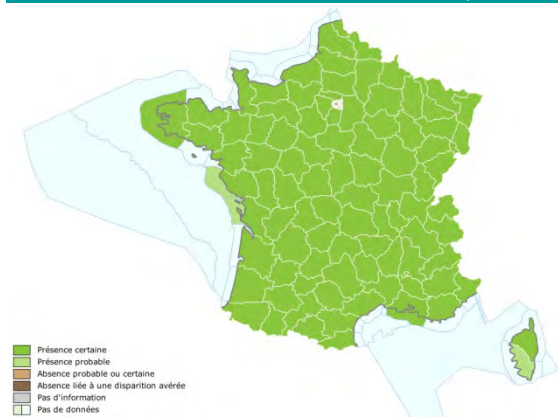 Présence certaine
Présence probable
Absence probable ou certaine
Absence liée à une disparition avérée
Pas d'information
Pas de données